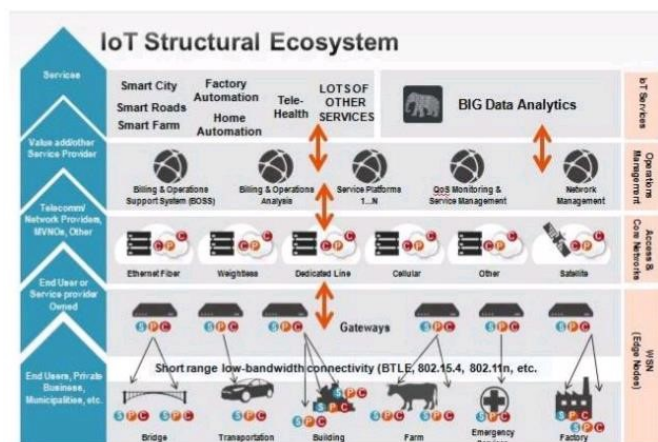 IoT Structural Ecosystem
Services
Smart City
Smart Roads
Smart Farm
Factory
Automation
Home
Automation
Tele-
Health
LOTS OF
OTHER
SERVICES
BIG Data Analytics
IoT Services
Value add/other
Service Provider
Billing & Operations
Support System (BOSS)
Billing & Operations
Analysis
Service Platforms
1...N
QoS Monitoring &
Service Management
Network
Management
Operations
Management
Telecomm/
Network Providers,
MVNOs, Other
C P C
C P C
C P C
C P C
C P C
C P C
Ethernet Fiber
Weightless
Dedicated Line
Cellular
Other
Satellite
Access &
Core Networks
End User or
Service provider
Owned
S P C
S P C
S P C
Gateways
S P C
S P C
S P C
WSN
(Edge Nodes)
Short range low-bandwidth connectivity (BTLE, 802.15.4, 802.11n, etc.
End Users, Private
Business,
Municipalities, etc.
S P C
S P C
S P C
S P C
S P C
S P C
S P C
S P C
S P C
S P C
Bridge
Transportation
Building
Farm
Emergency
Factory